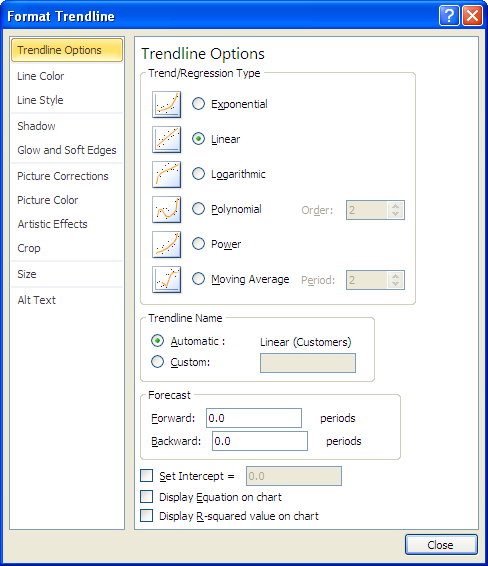 Format Trendline
Trendline Options
Line Color
Line Style
Shadow
Glow and Soft Edges
Picture Corrections
Picture Color
Artistic Effects
Crop
Size
Alt Text
Trendline Options
Trend/Regression Type
Exponential
Linear
Logarithmic
Polynomial Order: 2
Power
Moving Average Period: 2
Trendline Name
Automatic : Linear (Customers)
Custom:
Forecast
Forward: 0.0 periods
Backward: 0.0 periods
Set Intercept = 0.0
Display Equation on chart
Display R-squared value on chart
Close